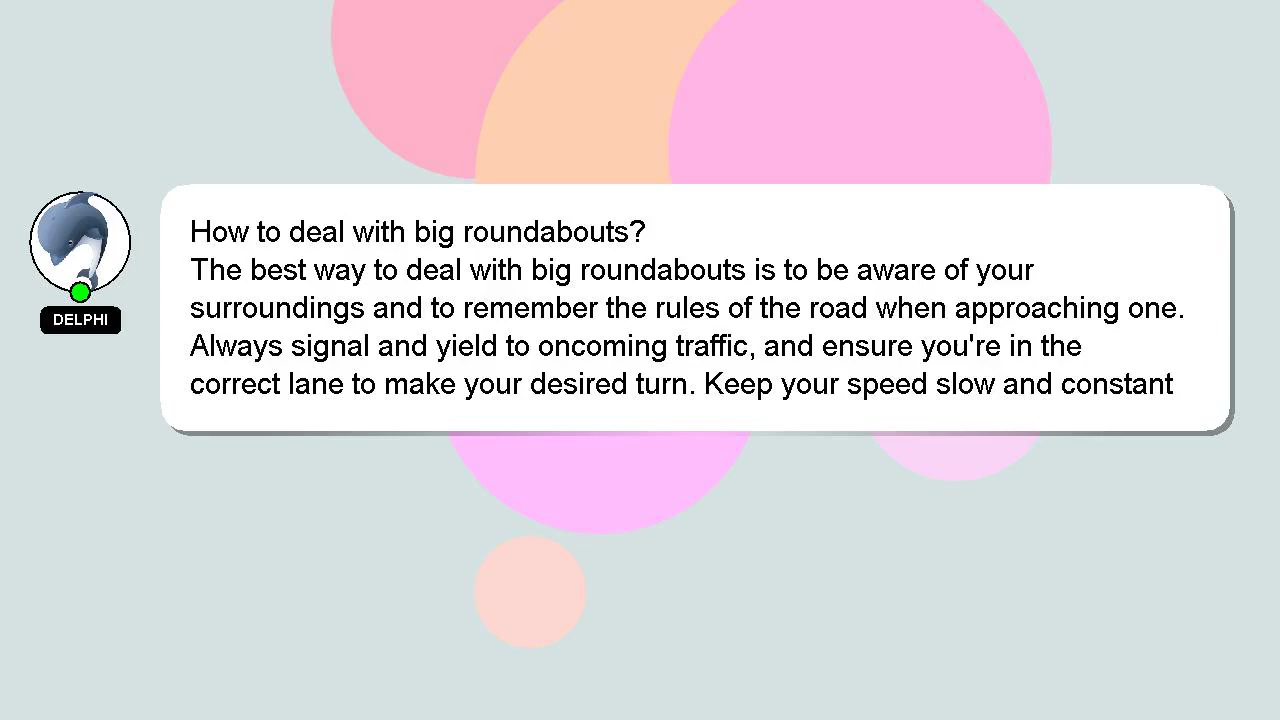 How to deal with big roundabouts?
The best way to deal with big roundabouts is to be aware of your
surroundings and to remember the rules of the road when approaching one.
Always signal and yield to oncoming traffic, and ensure you're in the
correct lane to make your desired turn. Keep your speed slow and constant
DELPHI